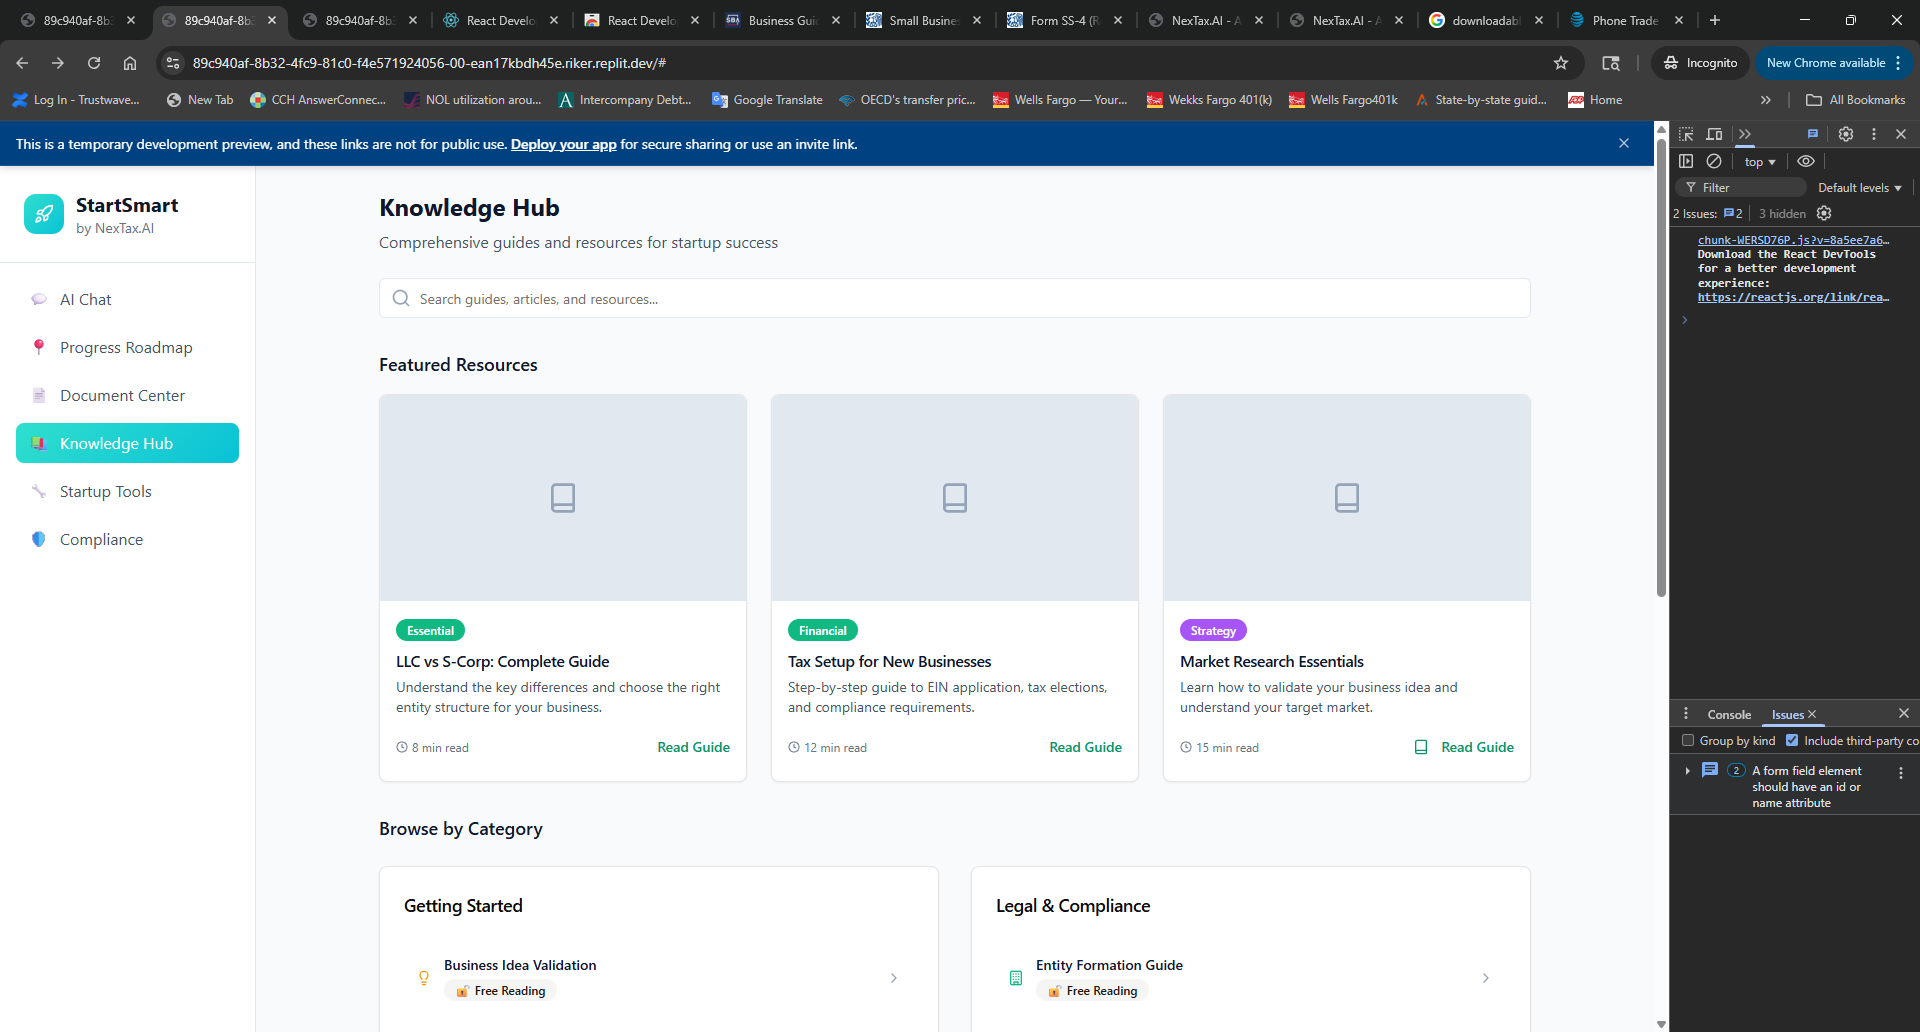 89c940af-8b3
89c940af-8b3
89c940af-8b3
React Develo
React Develo
SBA
Business Gui
Small Busines
Form SS-4 (R
NexTax.AI - A
NexTax.AI - A
downloadabl
Phone Trade
89c940af-8b32-4fc9-81c0-f4e571924056-00-ean17kbdh45e.riker.replit.dev/#
Incognito
New Chrome available
Log In - Trustwave...
New Tab
CCH AnswerConnec...
NOL utilization arou...
Intercompany Debt...
Google Translate
OECD's transfer pric...
Wells Fargo — Your...
Wekks Fargo 401(k)
Wells Fargo401k
State-by-state guid...
Home
All Bookmarks
This is a temporary development preview, and these links are not for public use. Deploy your app for secure sharing or use an invite link.
StartSmart
by NexTax.AI
AI Chat
Progress Roadmap
Document Center
Knowledge Hub
Startup Tools
Compliance
Knowledge Hub
Comprehensive guides and resources for startup success
Search guides, articles, and resources...
Featured Resources
Essential
LLC vs S-Corp: Complete Guide
Understand the key differences and choose the right
entity structure for your business.
8 min read
Read Guide
Financial
Tax Setup for New Businesses
Step-by-step guide to EIN application, tax elections,
and compliance requirements.
12 min read
Read Guide
Strategy
Market Research Essentials
Learn how to validate your business idea and
understand your target market.
15 min read
Read Guide
Browse by Category
Getting Started
Business Idea Validation
Free Reading
Legal & Compliance
Entity Formation Guide
Free Reading
top
Filter
Default levels
2 Issues: 2
3 hidden
chunk-WERSD76P.js?v=8a5ee7a6…
Download the React DevTools
for a better development
experience:
https://reactjs.org/link/rea…
Console
Issues
Group by kind
Include third-party co
2
A form field element
should have an id or
name attribute